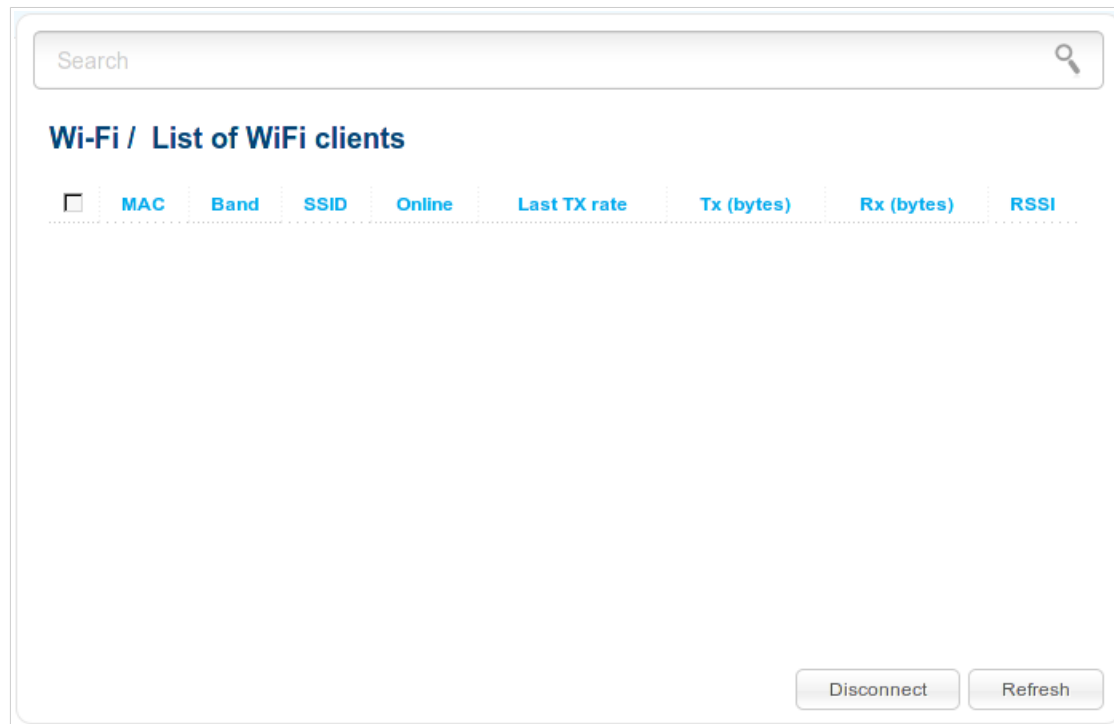 Search
Wi-Fi /  List of WiFi clients
MAC Band SSID Online Last TX rate Tx (bytes) Rx (bytes) RSSI
Disconnect Refresh